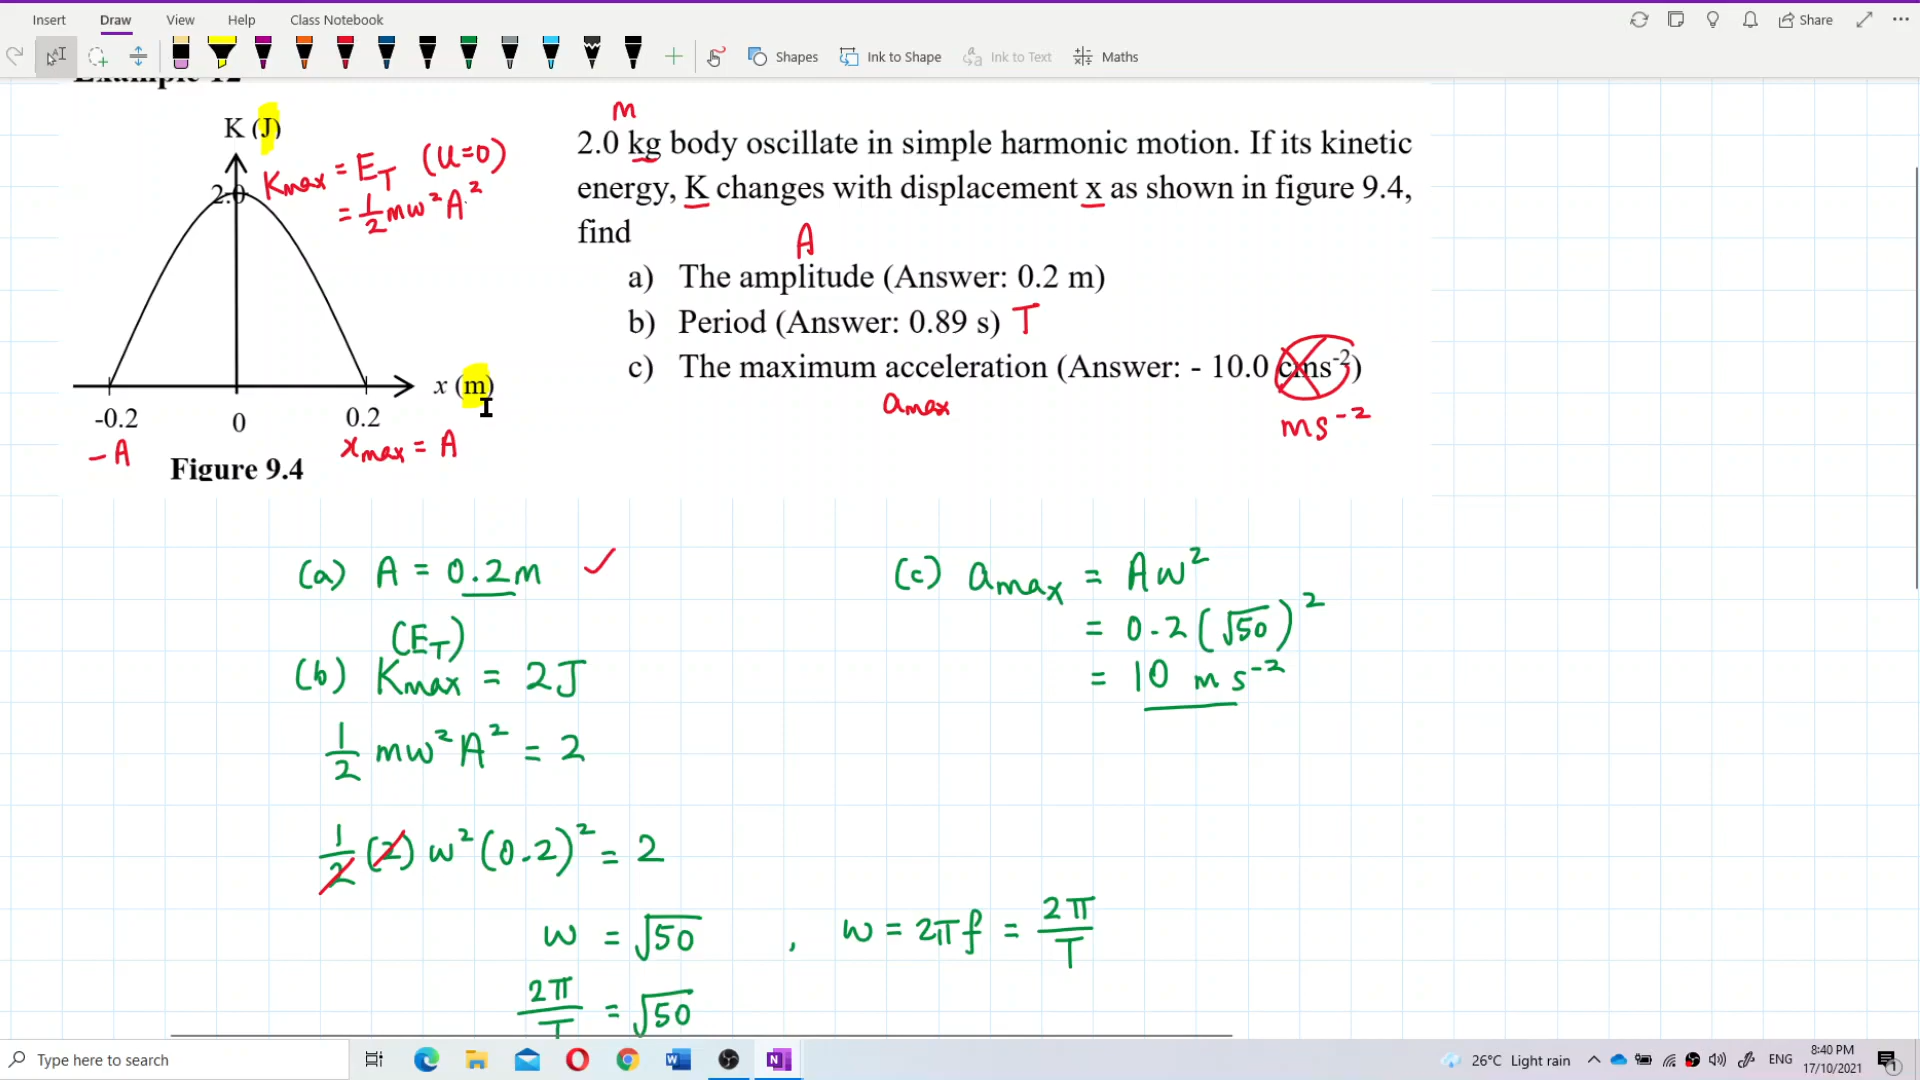 Insert Draw View Help Class Notebook Share
Shapes Ink to Shape Ink to Text Maths
Example 12
K (J)
2.0
Kmax = ET (U=0)
= 1/2 mw²A²
x (m)
-0.2 0 0.2
-A xmax = A
Figure 9.4
m
2.0 kg body oscillate in simple harmonic motion. If its kinetic
energy, K changes with displacement x as shown in figure 9.4,
find
A
a) The amplitude (Answer: 0.2 m)
b) Period (Answer: 0.89 s) T
c) The maximum acceleration (Answer: - 10.0 cms⁻²)
amax
ms⁻²
(a) A = 0.2m ✓
(ET)
(b) Kmax = 2J
1/2 mw²A² = 2
1/2 (2) w² (0.2)² = 2
w = √50 , w = 2πf = 2π/T
2π/T = √50
(c) amax = Aw²
= 0.2 (√50)²
= 10 ms⁻²
Type here to search
26°C Light rain
ENG
8:40 PM
17/10/2021
1